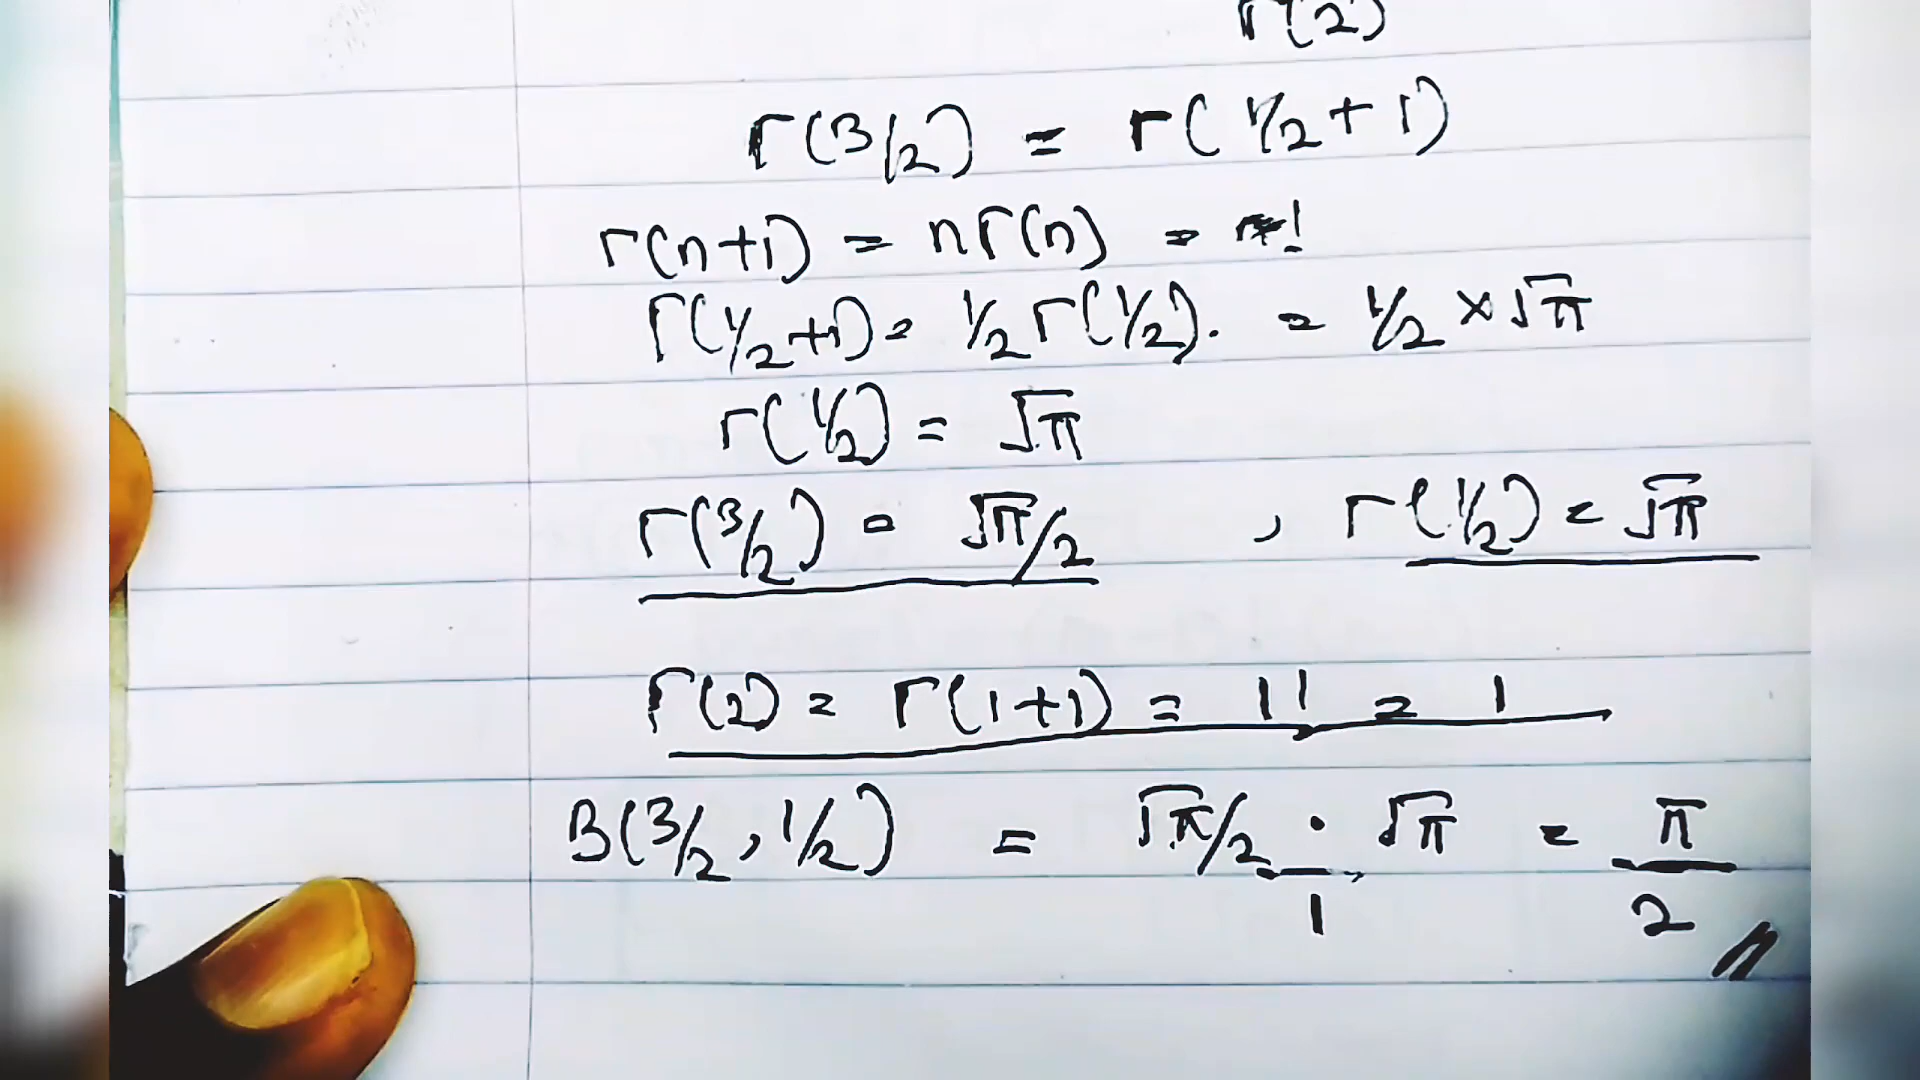 Γ(2)
Γ(3/2) = Γ(1/2 + 1)
Γ(n+1) = nΓ(n) = n!
Γ(1/2+1) = 1/2 Γ(1/2). = 1/2 × √π
Γ(1/2) = √π
Γ(3/2) = √π/2 , Γ(1/2) = √π
Γ(2) = Γ(1+1) = 1! = 1
B(3/2, 1/2) = √π/2 · √π / 1 = π/2